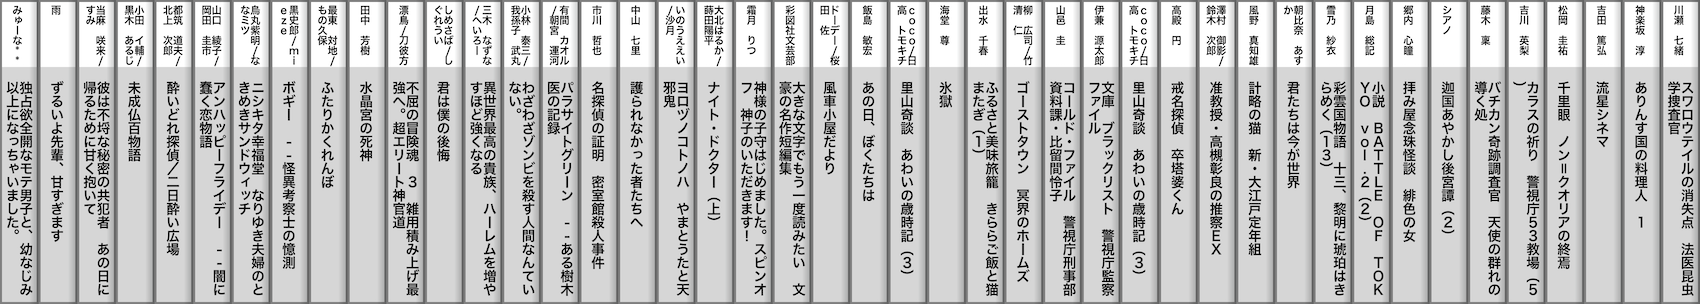 川瀬　七緒
スワロウテイルの消失点　法医昆虫
学捜査官
神楽坂　淳
ありんす国の料理人　１
吉田　篤弘
流星シネマ
松岡　圭祐
千里眼　ノン＝クオリアの終焉
吉川　英梨
カラスの祈り　警視庁５３教場（５
）
藤木　稟
バチカン奇跡調査官　天使の群れの
導く処
シアノ
迦国あやかし後宮譚（２）
郷内　心瞳
拝み屋念珠怪談　緋色の女
月島　総記
小説　ＢＡＴＴＬＥ　ＯＦ　ＴＯＫ
ＹＯ　ｖｏｌ．２（２）
雪乃　紗衣
彩雲国物語　十三、黎明に琥珀はき
らめく（１３）
朝比奈　あす
か
君たちは今が世界
風野　真知雄
計略の猫　新・大江戸定年組
澤村　御影/
鈴木　次郎
准教授・高槻彰良の推察ＥＸ
高殿　円
戒名探偵　卒塔婆くん
ｃｏｃｏ/日
高　トモキチ
里山奇談　あわいの歳時記（３）
伊兼　源太郎
文庫　ブラックリスト　警視庁監察
ファイル
山邑　圭
コールド・ファイル　警視庁刑事部
資料課・比留間怜子
柳　広司/竹
清　仁
ゴーストタウン　冥界のホームズ
出水　千春
ふるさと美味旅籠　きららご飯と猫
またぎ（１）
海堂　尊
氷獄
ｃｏｃｏ/日
高　トモキチ
里山奇談　あわいの歳時記（３）
飯島　敏宏
あの日、ぼくたちは
ドーデー/桜
田　佐
風車小屋だより
彩図社文芸部
大きな文字でもう一度読みたい　文
豪の名作短編集
霜月　りつ
神様の子守はじめました。スピンオ
フ　神子のいただきます！
大北はるか/
蒔田陽平
ナイト・ドクター（上）
いのうええい
/沙月
ヨロヅノコトノハ　やまとうたと天
邪鬼
中山　七里
護られなかった者たちへ
市川　哲也
名探偵の証明　密室館殺人事件
有間　カオル
/朝宮　運河
パラサイトグリーン　--ある樹木
医の記録
小林　泰三/
我孫子　武丸
わざわざゾンビを殺す人間なんてい
ない。
三木　なずな
/へいろー
異世界最高の貴族、ハーレムを増や
すほど強くなる
しめさば/し
ぐれうい
君は僕の後悔
漂鳥/刀彼方
不屈の冒険魂　３　雑用積み上げ最
強へ。超エリート神官道
田中　芳樹
水晶宮の死神
最東　対地/
もの久保
ふたりかくれんぼ
黒史郎/ｍｉ
ｅｚｅ
ボギー　--怪異考察士の憶測
烏丸紫明/な
なミツ
ニシキタ幸福堂　なりゆき夫婦のと
きめきサンドウィッチ
山口　綾子/
岡田　圭市
アンハッピーフライデー　--闇に
蠢く恋物語
都筑　道夫/
北上　次郎
酔いどれ探偵/二日酔い広場
小田　イ輔/
黒木　あるじ
未成仏百物語
当麻　咲来/
すみ
彼は不埒な秘密の共犯者　あの日に
帰るために甘く抱いて
雨
ずるいよ先輩、甘すぎます
みゅーな**
独占欲全開なモテ男子と、幼なじみ
以上になっちゃいました。